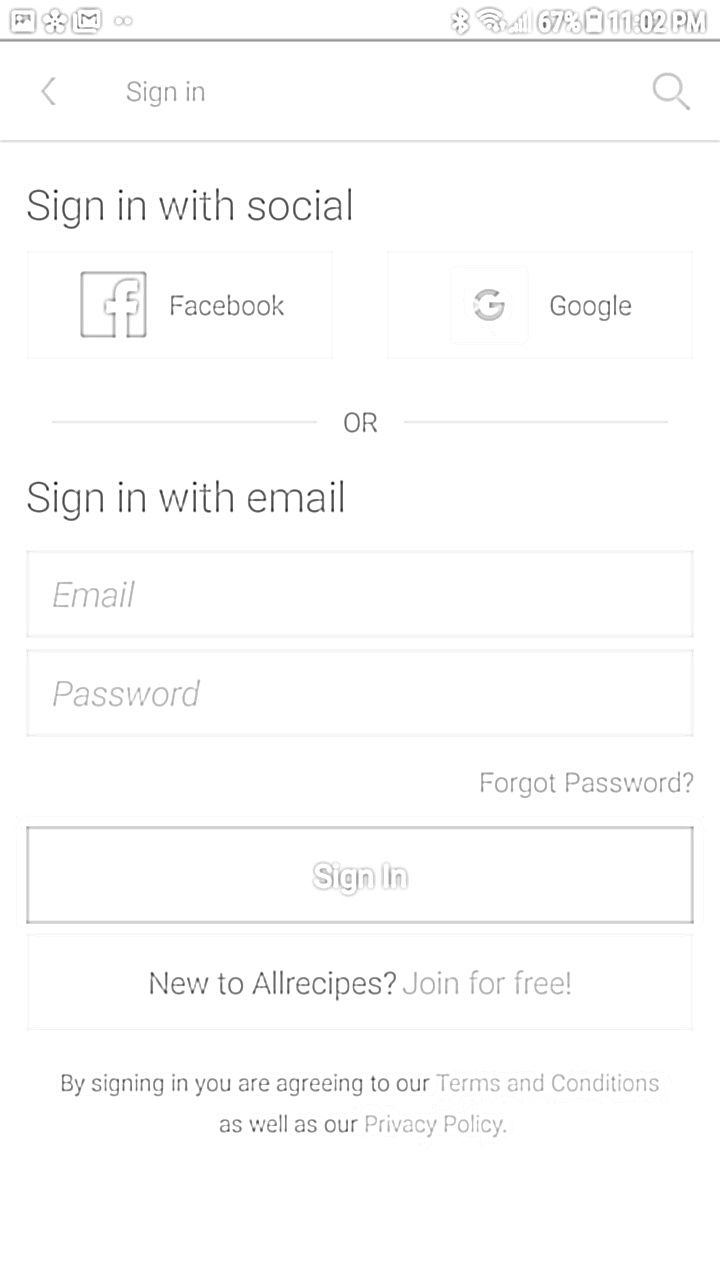 67% 11:02 PM
Sign in
Sign in with social
Facebook
Google
OR
Sign in with email
Email
Password
Forgot Password?
Sign In
New to Allrecipes? Join for free!
By signing in you are agreeing to our Terms and Conditions
as well as our Privacy Policy.